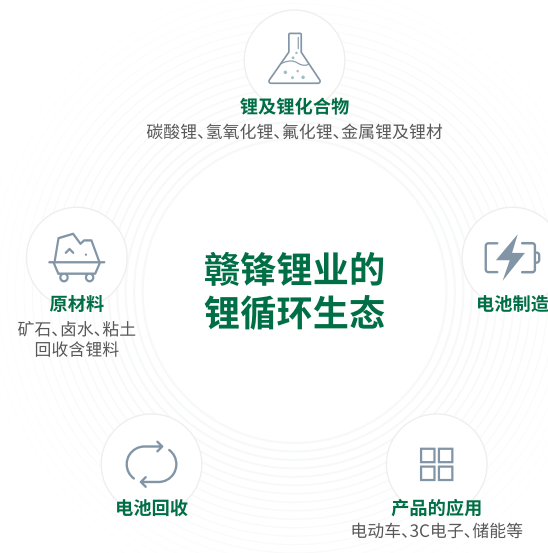 锂及锂化合物
碳酸锂、氢氧化锂、氟化锂、金属锂及锂材
赣锋锂业的
锂循环生态
原材料
矿石、卤水、粘土
回收含锂料
电池制造
电池回收
产品的应用
电动车、3C电子、储能等